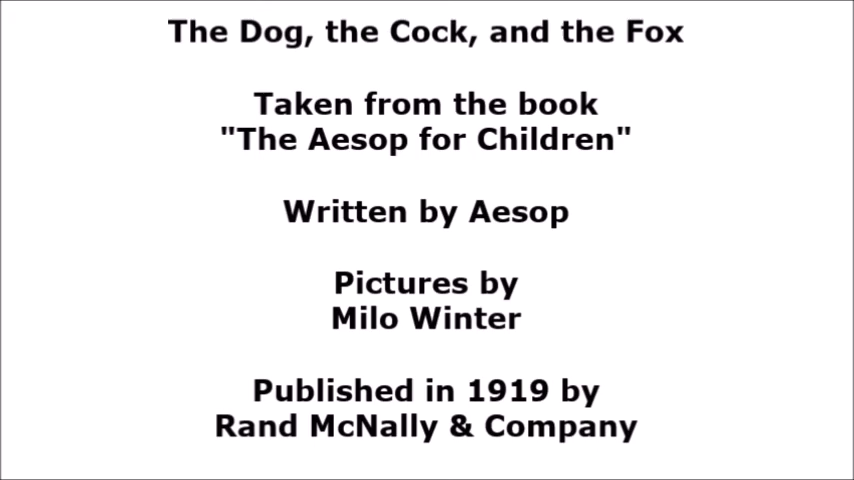 The Dog, the Cock, and the Fox
Taken from the book
"The Aesop for Children"
Written by Aesop
Pictures by
Milo Winter
Published in 1919 by
Rand McNally & Company